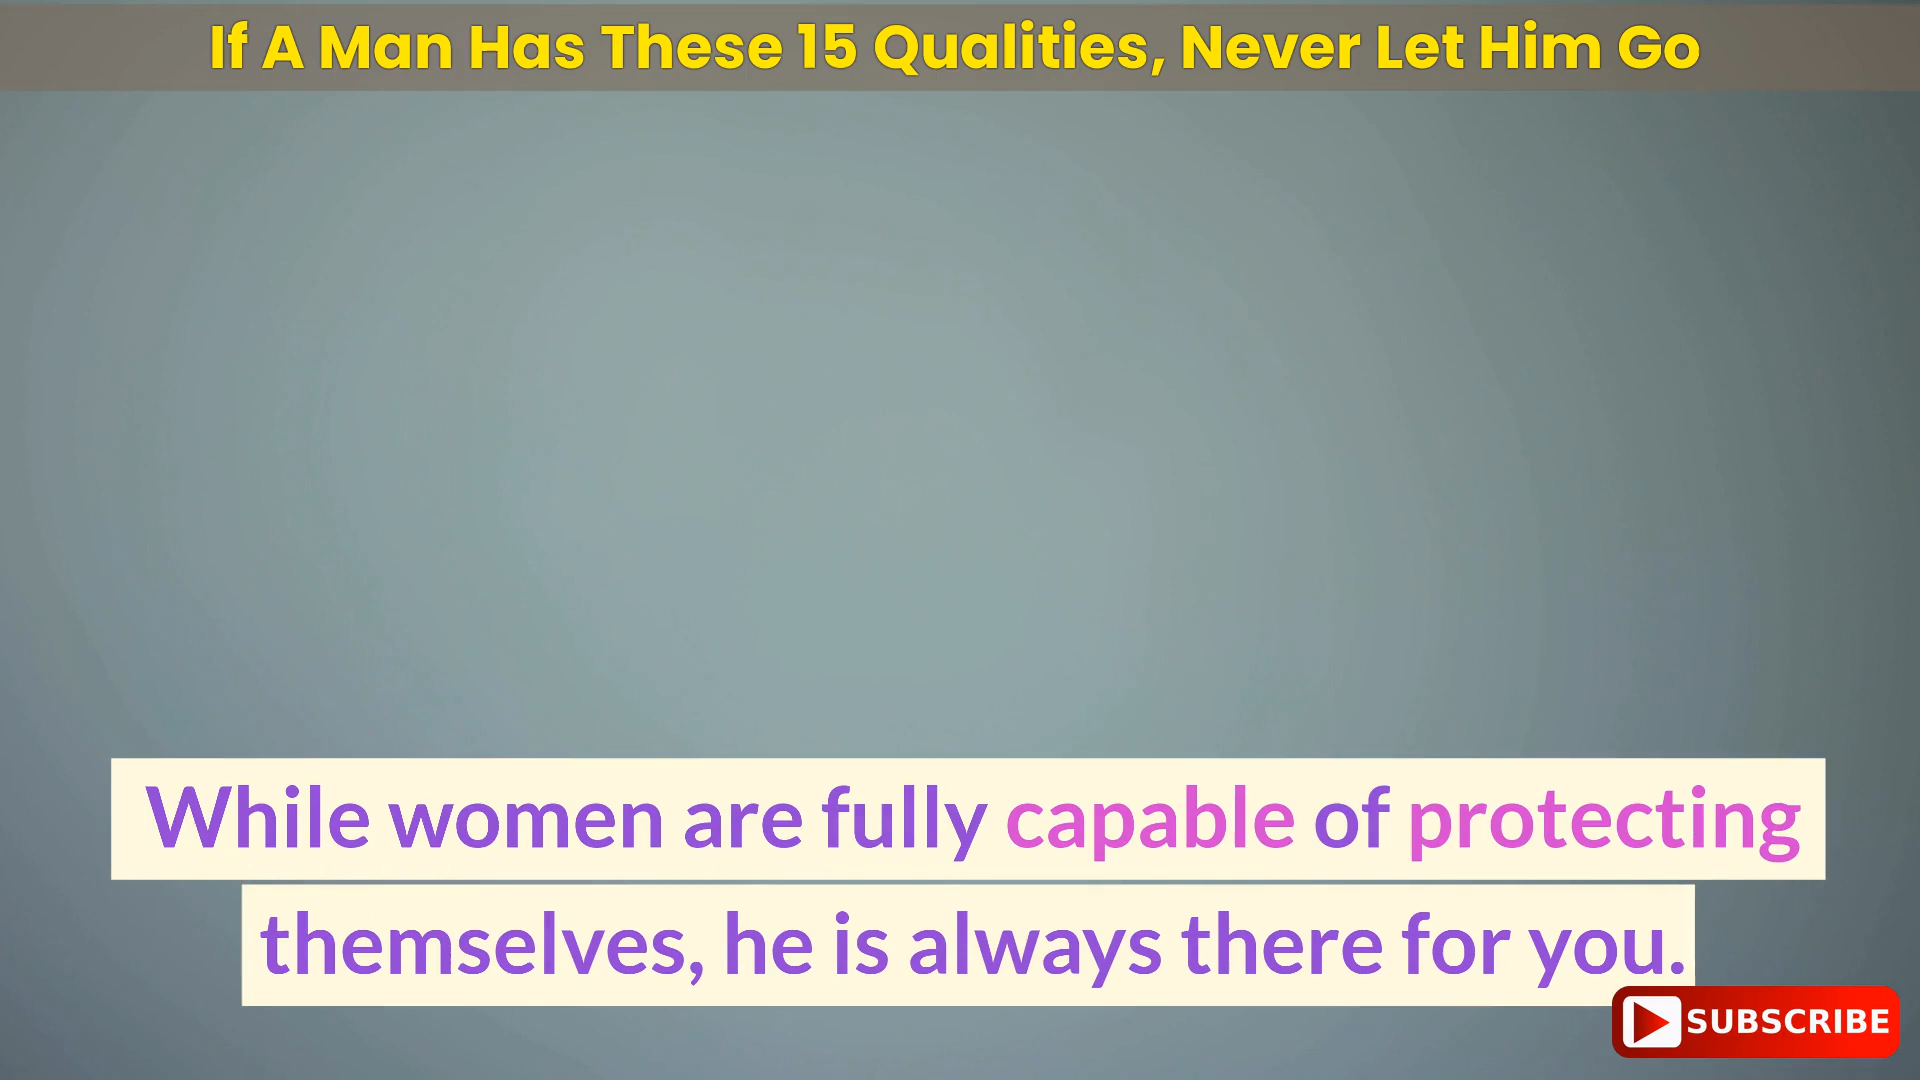 If A Man Has These 15 Qualities, Never Let Him Go
While women are fully capable of protecting
themselves, he is always there for you.
SUBSCRIBE